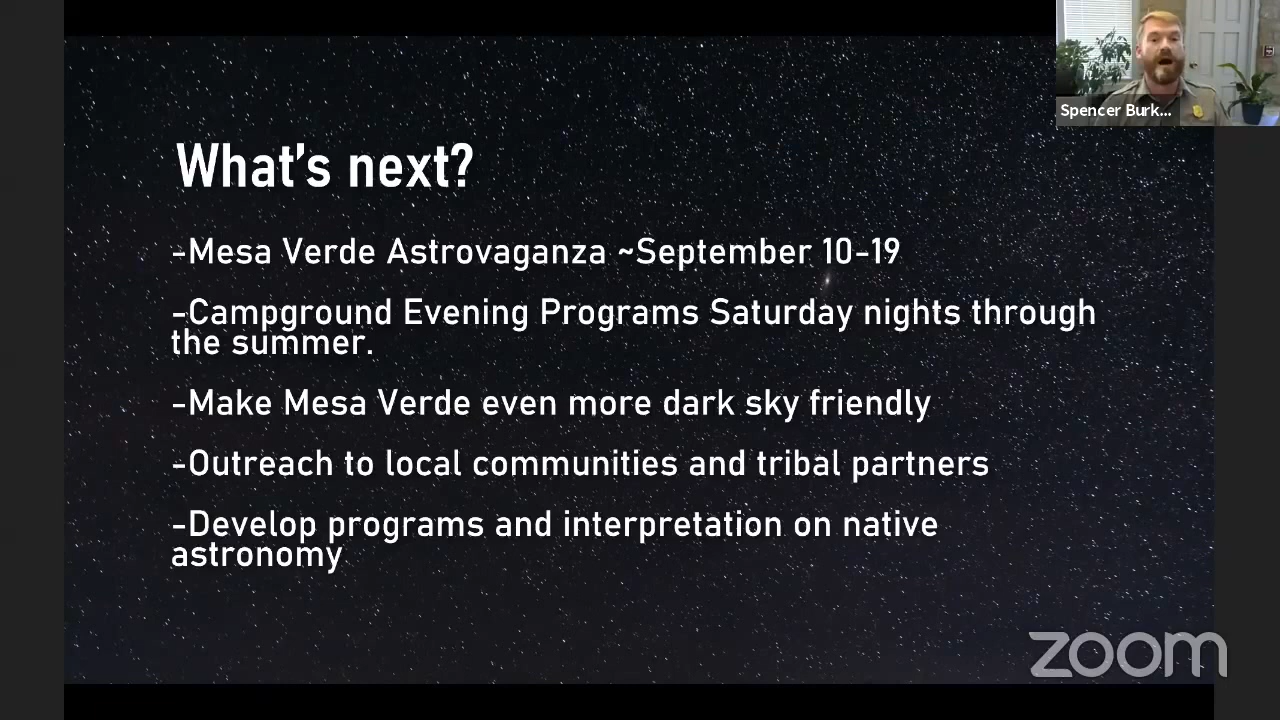 Spencer Burk...
What's next?
-Mesa Verde Astrovaganza ~September 10-19
-Campground Evening Programs Saturday nights through
the summer.
-Make Mesa Verde even more dark sky friendly
-Outreach to local communities and tribal partners
-Develop programs and interpretation on native
astronomy
zoom